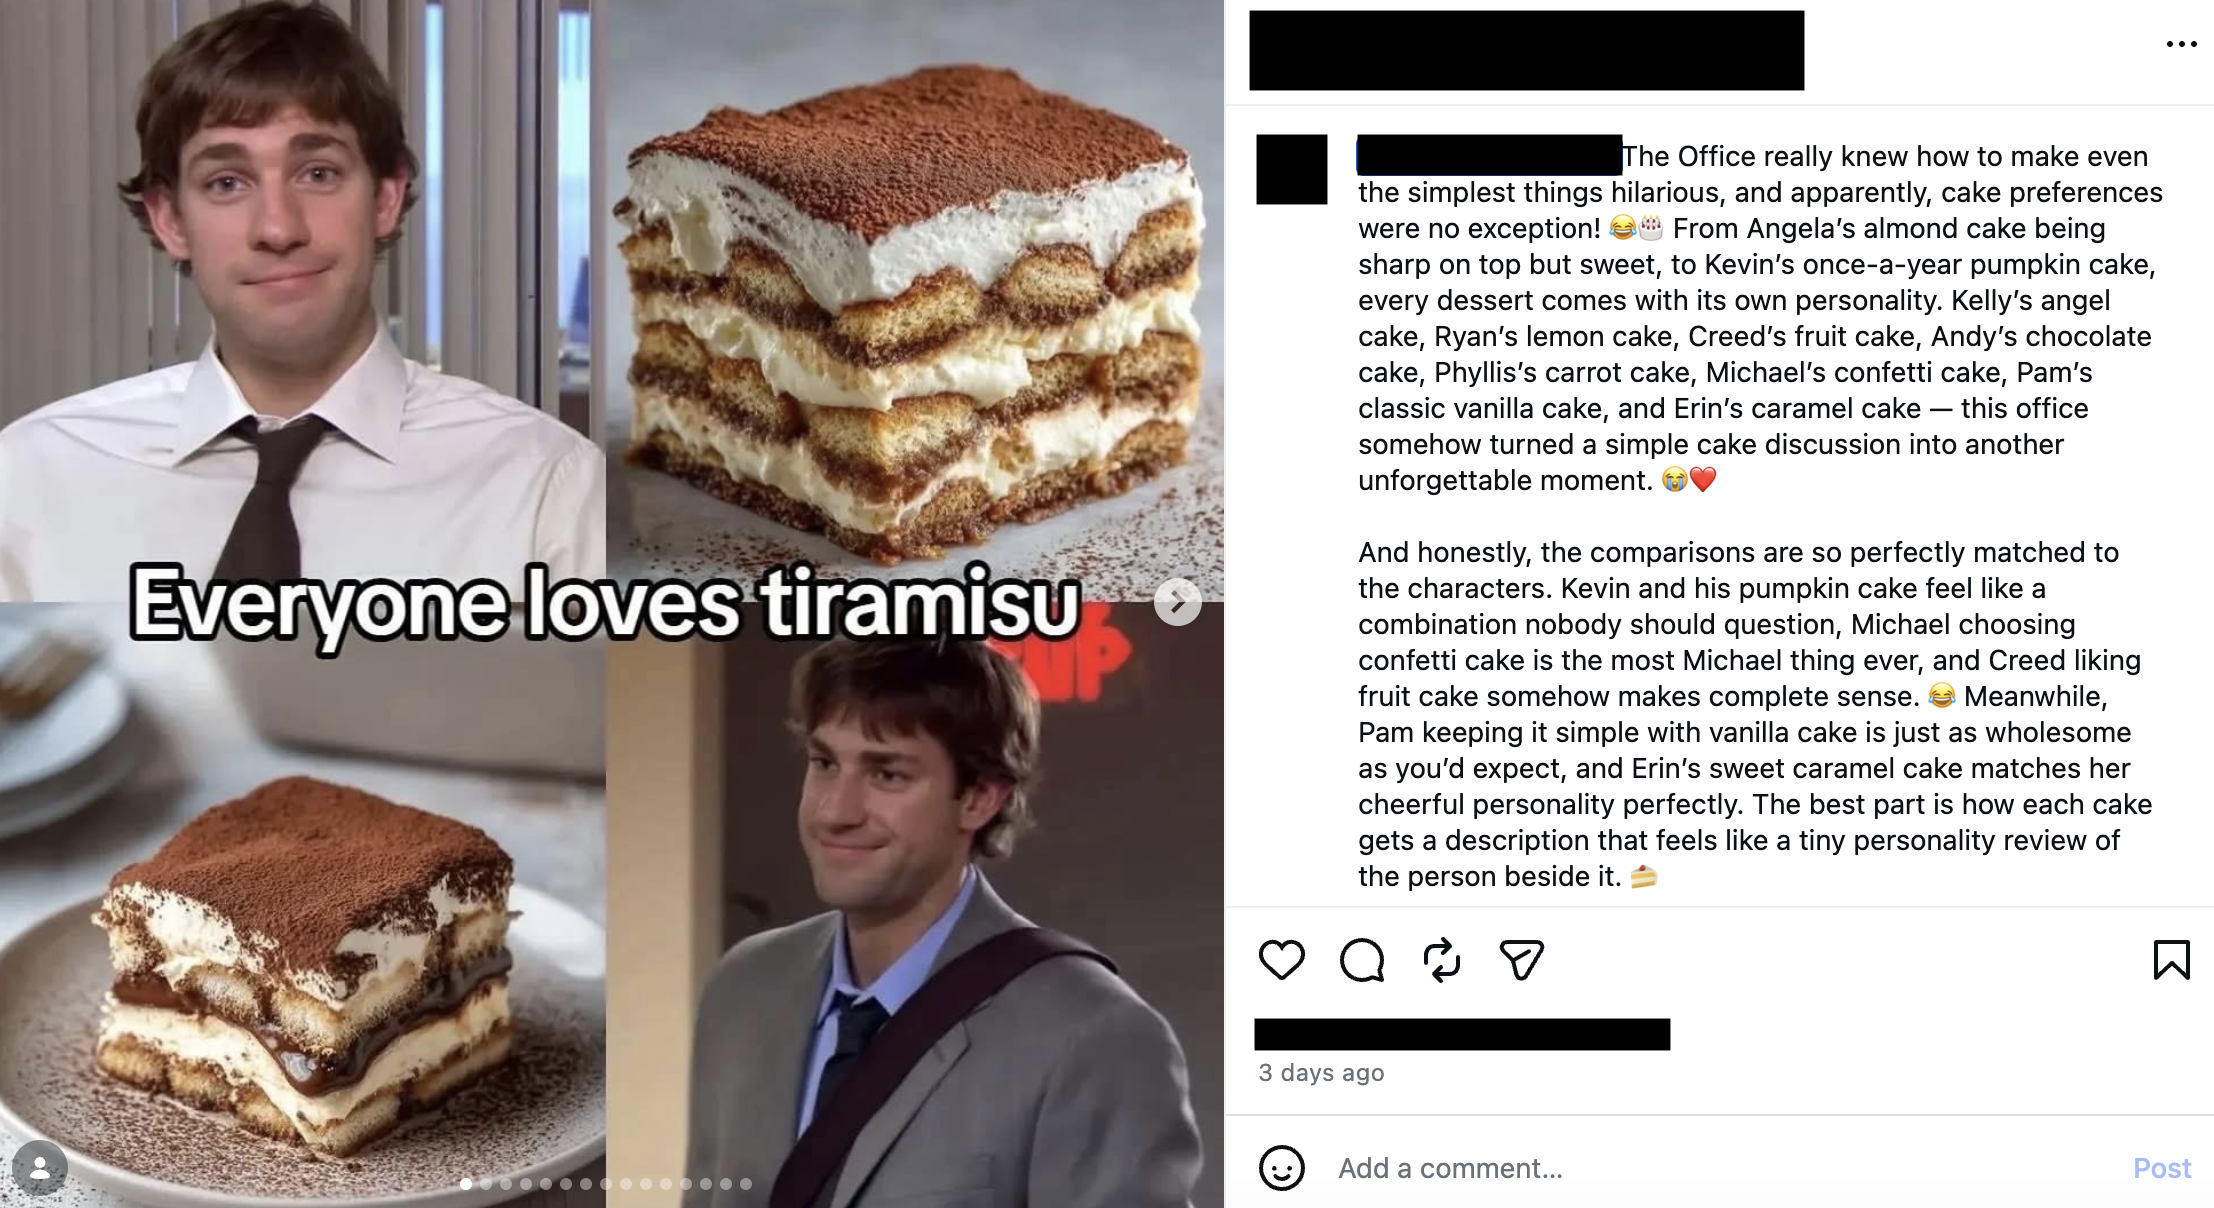 Everyone loves tiramisu
UP
The Office really knew how to make even
the simplest things hilarious, and apparently, cake preferences
were no exception! 😂🎂 From Angela’s almond cake being
sharp on top but sweet, to Kevin’s once-a-year pumpkin cake,
every dessert comes with its own personality. Kelly’s angel
cake, Ryan’s lemon cake, Creed’s fruit cake, Andy’s chocolate
cake, Phyllis’s carrot cake, Michael’s confetti cake, Pam’s
classic vanilla cake, and Erin’s caramel cake — this office
somehow turned a simple cake discussion into another
unforgettable moment. 😭❤️
And honestly, the comparisons are so perfectly matched to
the characters. Kevin and his pumpkin cake feel like a
combination nobody should question, Michael choosing
confetti cake is the most Michael thing ever, and Creed liking
fruit cake somehow makes complete sense. 😂 Meanwhile,
Pam keeping it simple with vanilla cake is just as wholesome
as you’d expect, and Erin’s sweet caramel cake matches her
cheerful personality perfectly. The best part is how each cake
gets a description that feels like a tiny personality review of
the person beside it. 🍰
3 days ago
Add a comment...
Post